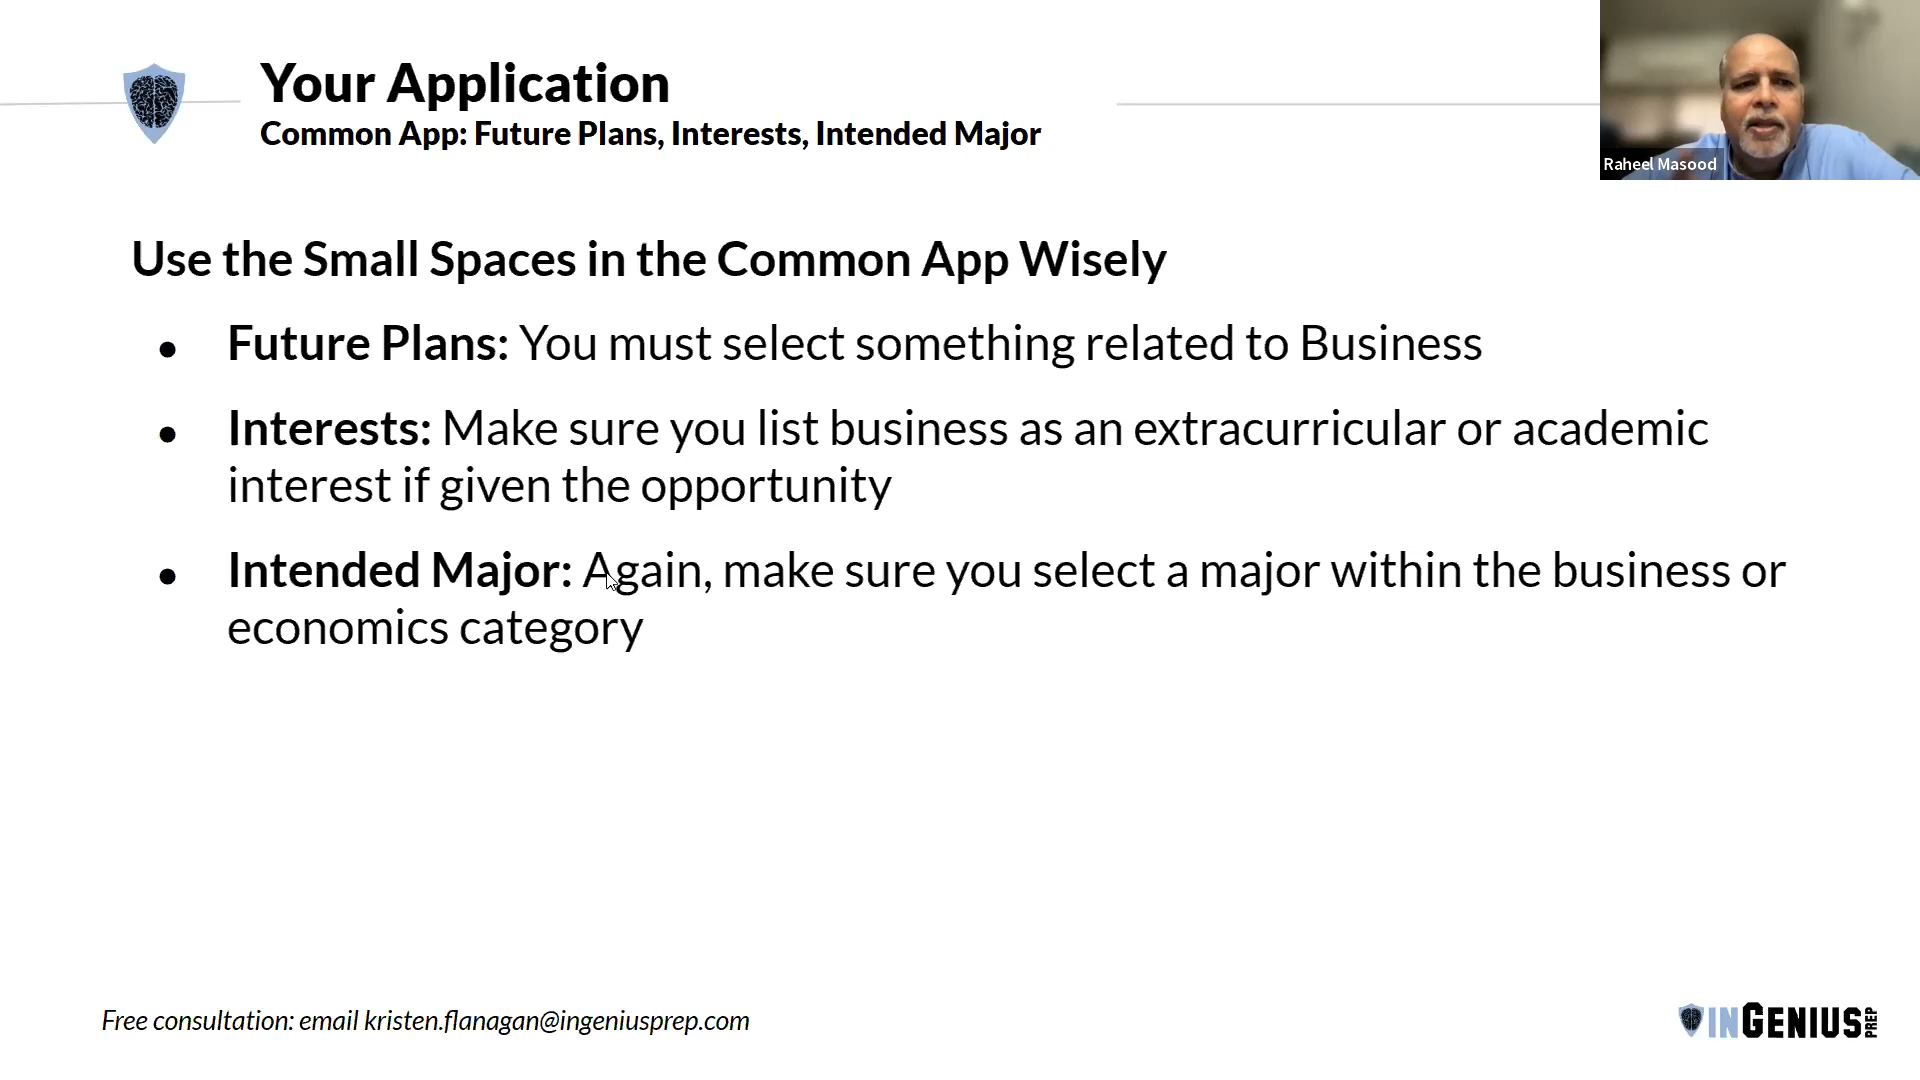 Your Application
Common App: Future Plans, Interests, Intended Major
Raheel Masood
Use the Small Spaces in the Common App Wisely
● Future Plans: You must select something related to Business
● Interests: Make sure you list business as an extracurricular or academic
interest if given the opportunity
● Intended Major: Again, make sure you select a major within the business or
economics category
Free consultation: email kristen.flanagan@ingeniusprep.com
INGENIUS PREP